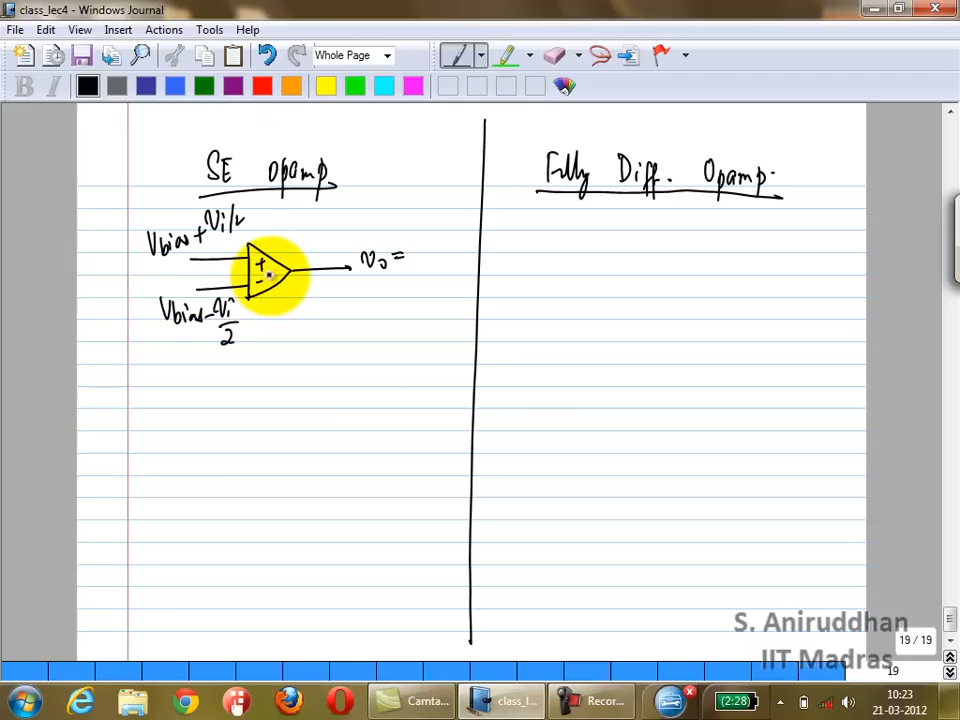 class_lec4 - Windows Journal
File Edit View Insert Actions Tools Help
Whole Page
B I
SE Opamp
Fully Diff. Opamp.
Vbias + Vi/2
+
-
Vo =
Vbias - Vi/2
S. Aniruddhan
IIT Madras
19 / 19
19
Camta...
class_l...
Recor...
(2:28)
10:23
21-03-2012